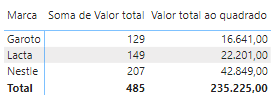 Marca Soma de Valor total Valor total ao quadrado
Garoto 129 16.641,00
Lacta 149 22.201,00
Nestle 207 42.849,00
Total 485 235.225,00